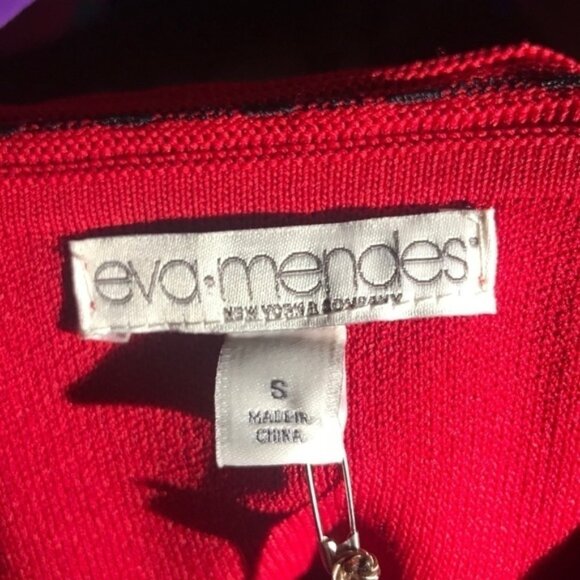 eva·mendes
NEW YORK & COMPANY
S
MADE IN
CHINA